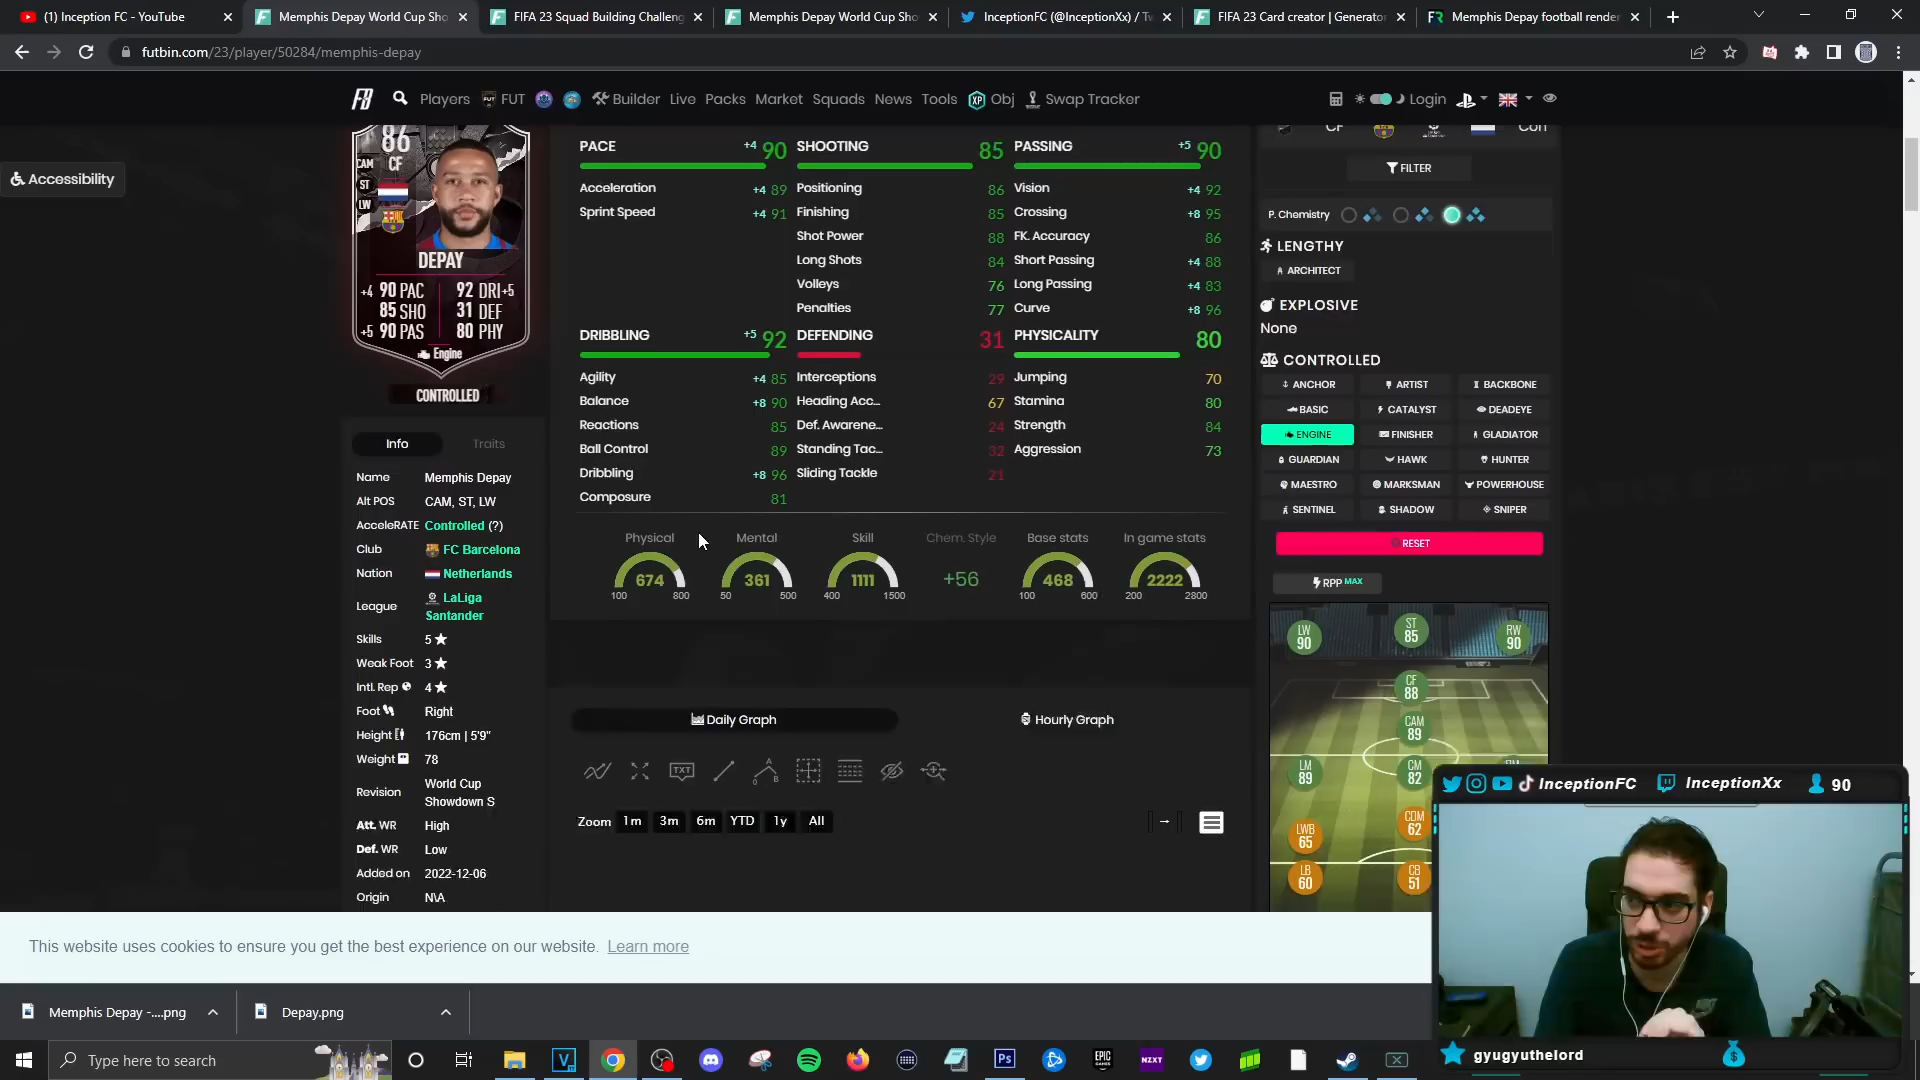 (1) Inception FC - YouTube
Memphis Depay World Cup Sho
FIFA 23 Squad Building Challeng
Memphis Depay World Cup Sho
InceptionFC (@InceptionXx) / Tw
FIFA 23 Card creator | Generator
Memphis Depay football render
futbin.com/23/player/50284/memphis-depay
Players
FUT
Builder
Live
Packs
Market
Squads
News
Tools
XP Obj
Swap Tracker
Login
Accessibility
86
CF
CAM
ST
LW
DEPAY
+4 90 PAC 92 DRI +5
85 SHO 31 DEF
+5 90 PAS 80 PHY
Engine
CONTROLLED
Info
Traits
Name Memphis Depay
Alt POS CAM, ST, LW
AcceleRATE Controlled (?)
Club FC Barcelona
Nation Netherlands
League LaLiga
Santander
Skills 5
Weak Foot 3
Intl. Rep 4
Foot Right
Height 176cm | 5'9"
Weight 78
Revision World Cup
Showdown S
Att. WR High
Def. WR Low
Added on 2022-12-06
Origin N\A
PACE +4 90
Acceleration +4 89
Sprint Speed +4 91
SHOOTING 85
Positioning 86
Finishing 85
Shot Power 88
Long Shots 84
Volleys 76
Penalties 77
PASSING +5 90
Vision +4 92
Crossing +8 95
FK. Accuracy 86
Short Passing +4 88
Long Passing +4 83
Curve +8 96
DRIBBLING +5 92
Agility +4 85
Balance +8 90
Reactions 85
Ball Control 89
Dribbling +8 96
Composure 81
DEFENDING 31
Interceptions 29
Heading Acc... 67
Def. Awarene... 24
Standing Tac... 32
Sliding Tackle 21
PHYSICALITY 80
Jumping 70
Stamina 80
Strength 84
Aggression 73
Physical
674
100 800
Mental
361
50 500
Skill
1111
400 1500
Chem. Style
+56
Base stats
468
100 600
In game stats
2222
200 2800
Daily Graph
Hourly Graph
TXT
A
Zoom 1m 3m 6m YTD 1y All
CF
FILTER
P. Chemistry
LENGTHY
ARCHITECT
EXPLOSIVE
None
CONTROLLED
ANCHOR ARTIST BACKBONE
BASIC CATALYST DEADEYE
ENGINE FINISHER GLADIATOR
GUARDIAN HAWK HUNTER
MAESTRO MARKSMAN POWERHOUSE
SENTINEL SHADOW SNIPER
RESET
RPP MAX
LW
90
ST
85
RW
90
CF
88
CAM
89
LM
89
CM
82
LWB
65
CDM
62
LB
60
CB
51
InceptionFC
InceptionXx
90
gyugyuthelord
This website uses cookies to ensure you get the best experience on our website. Learn more
Memphis Depay -....png
Depay.png
Type here to search
Ps
EPIC
GAMES
NZXT